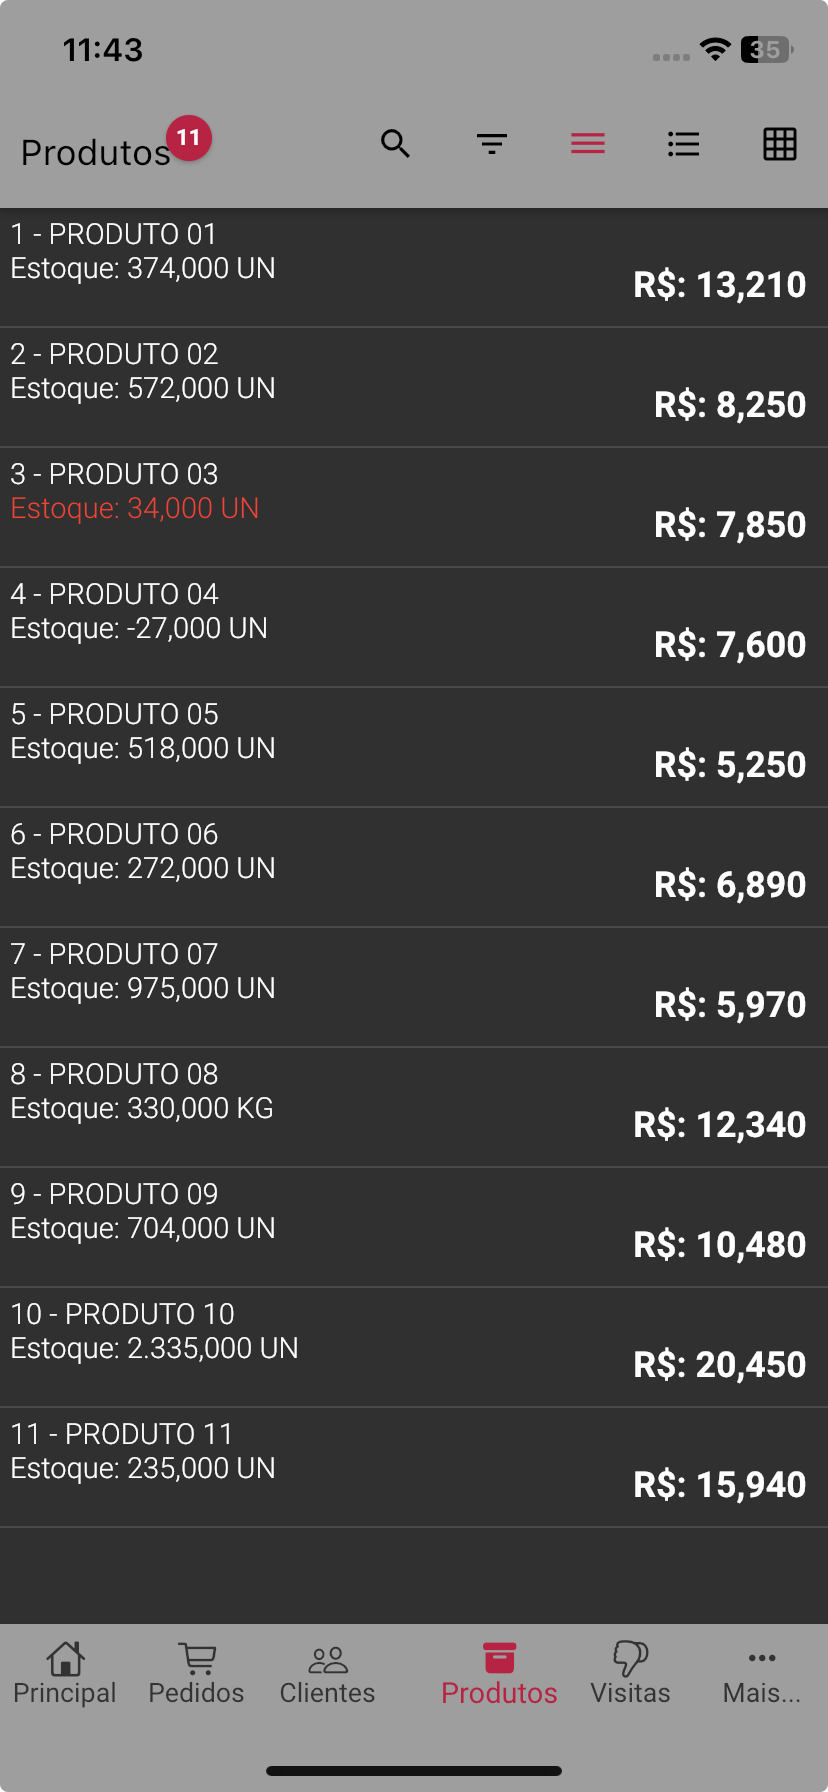 11:43
35
Produtos 11
1 - PRODUTO 01
Estoque: 374,000 UN
R$: 13,210
2 - PRODUTO 02
Estoque: 572,000 UN
R$: 8,250
3 - PRODUTO 03
Estoque: 34,000 UN
R$: 7,850
4 - PRODUTO 04
Estoque: -27,000 UN
R$: 7,600
5 - PRODUTO 05
Estoque: 518,000 UN
R$: 5,250
6 - PRODUTO 06
Estoque: 272,000 UN
R$: 6,890
7 - PRODUTO 07
Estoque: 975,000 UN
R$: 5,970
8 - PRODUTO 08
Estoque: 330,000 KG
R$: 12,340
9 - PRODUTO 09
Estoque: 704,000 UN
R$: 10,480
10 - PRODUTO 10
Estoque: 2.335,000 UN
R$: 20,450
11 - PRODUTO 11
Estoque: 235,000 UN
R$: 15,940
Principal Pedidos Clientes Produtos Visitas Mais...